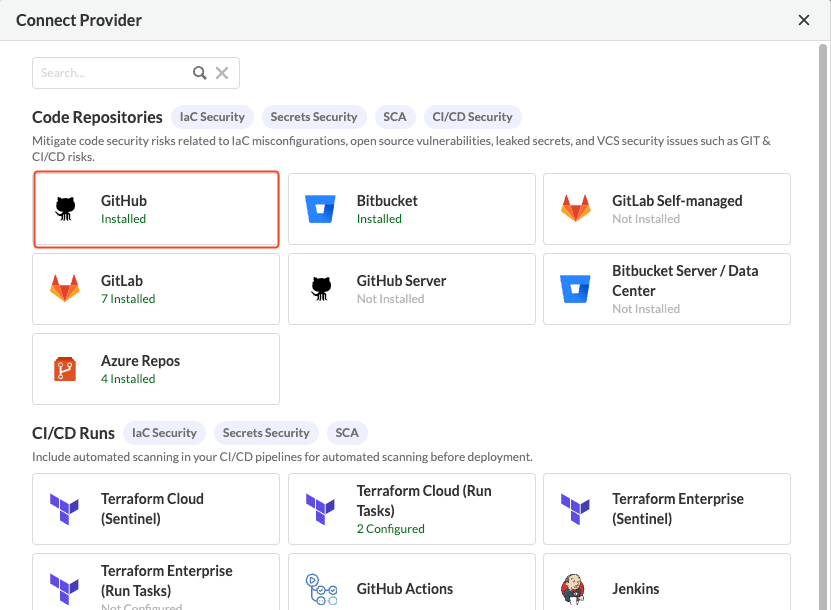 Connect Provider
Search...
Code Repositories IaC Security Secrets Security SCA CI/CD Security
Mitigate code security risks related to IaC misconfigurations, open source vulnerabilities, leaked secrets, and VCS security issues such as GIT &
CI/CD risks.
GitHub
Installed
Bitbucket
Installed
GitLab Self-managed
Not Installed
GitLab
7 Installed
GitHub Server
Not Installed
Bitbucket Server / Data
Center
Not Installed
Azure Repos
4 Installed
CI/CD Runs IaC Security Secrets Security SCA
Include automated scanning in your CI/CD pipelines for automated scanning before deployment.
Terraform Cloud
(Sentinel)
Terraform Cloud (Run
Tasks)
2 Configured
Terraform Enterprise
(Sentinel)
Terraform Enterprise
(Run Tasks)
Not Configured
GitHub Actions
Jenkins